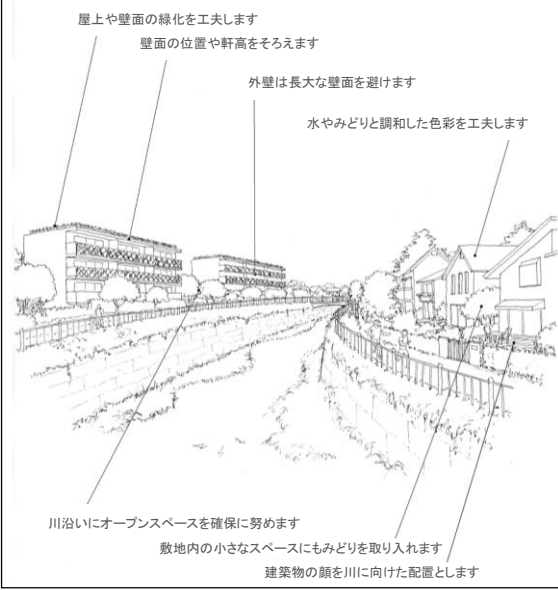 屋上や壁面の緑化を工夫します
壁面の位置や軒高をそろえます
外壁は長大な壁面を避けます
水やみどりと調和した色彩を工夫します
川沿いにオープンスペースを確保に努めます
敷地内の小さなスペースにもみどりを取り入れます
建築物の顔を川に向けた配置とします